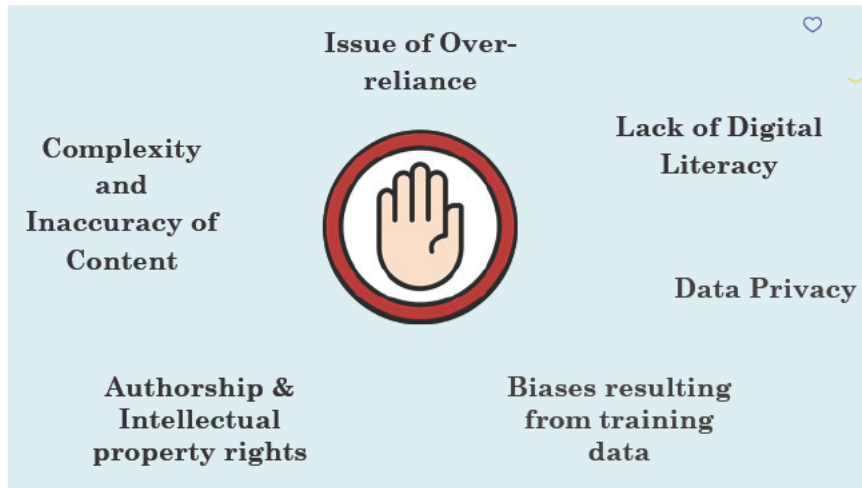 Issue of Over-
reliance
Lack of Digital
Literacy
Complexity
and
Inaccuracy of
Content
Data Privacy
Authorship &
Intellectual
property rights
Biases resulting
from training
data